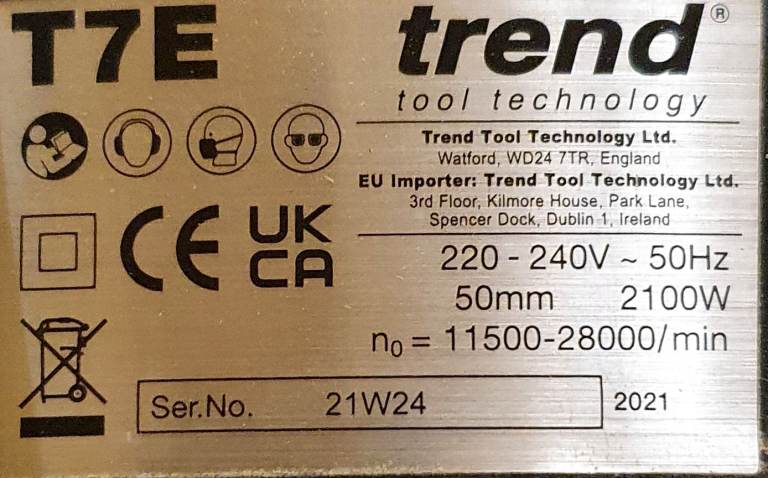 T7E
trend®
tool technology
Trend Tool Technology Ltd.
Watford, WD24 7TR, England
EU Importer: Trend Tool Technology Ltd.
3rd Floor, Kilmore House, Park Lane,
Spencer Dock, Dublin 1, Ireland
CE UK
CA
220 - 240V ~ 50Hz
50mm 2100W
n₀ = 11500-28000/min
Ser.No. 21W24 2021